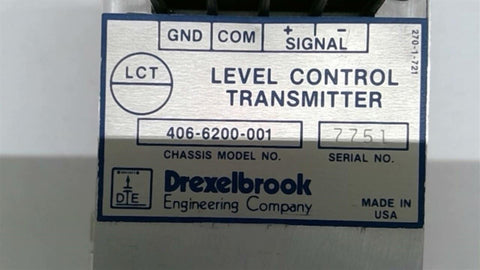 GND COM + -
SIGNAL
270-1-721
LCT
LEVEL CONTROL
TRANSMITTER
406-6200-001
7751
CHASSIS MODEL NO.
SERIAL NO.
DE
Drexelbrook
Engineering Company
MADE IN
USA